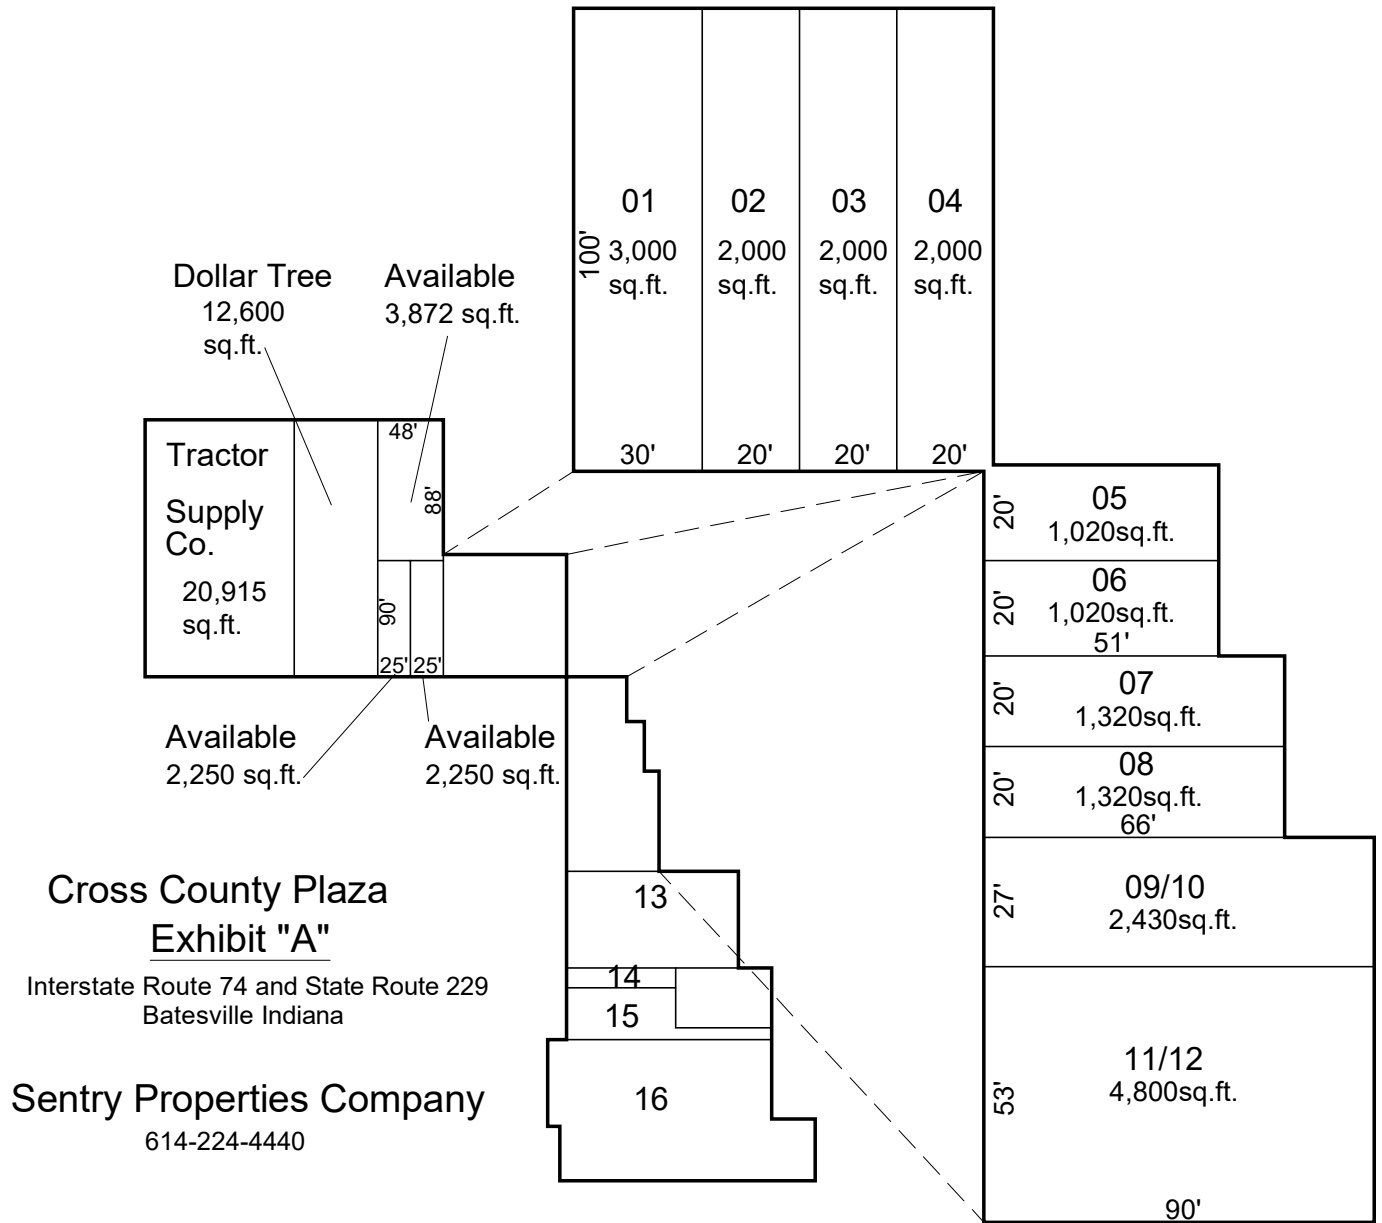 01
3,000
sq.ft.
100'
30'
02
2,000
sq.ft.
20'
03
2,000
sq.ft.
20'
04
2,000
sq.ft.
20'
Dollar Tree
12,600
sq.ft.
Available
3,872 sq.ft.
48'
88'
Tractor
Supply
Co.
20,915
sq.ft.
90'
25'
25'
Available
2,250 sq.ft.
Available
2,250 sq.ft.
20'
05
1,020sq.ft.
20'
06
1,020sq.ft.
51'
20'
07
1,320sq.ft.
20'
08
1,320sq.ft.
66'
27'
09/10
2,430sq.ft.
53'
11/12
4,800sq.ft.
90'
13
14
15
16
Cross County Plaza
Exhibit "A"
Interstate Route 74 and State Route 229
Batesville Indiana
Sentry Properties Company
614-224-4440